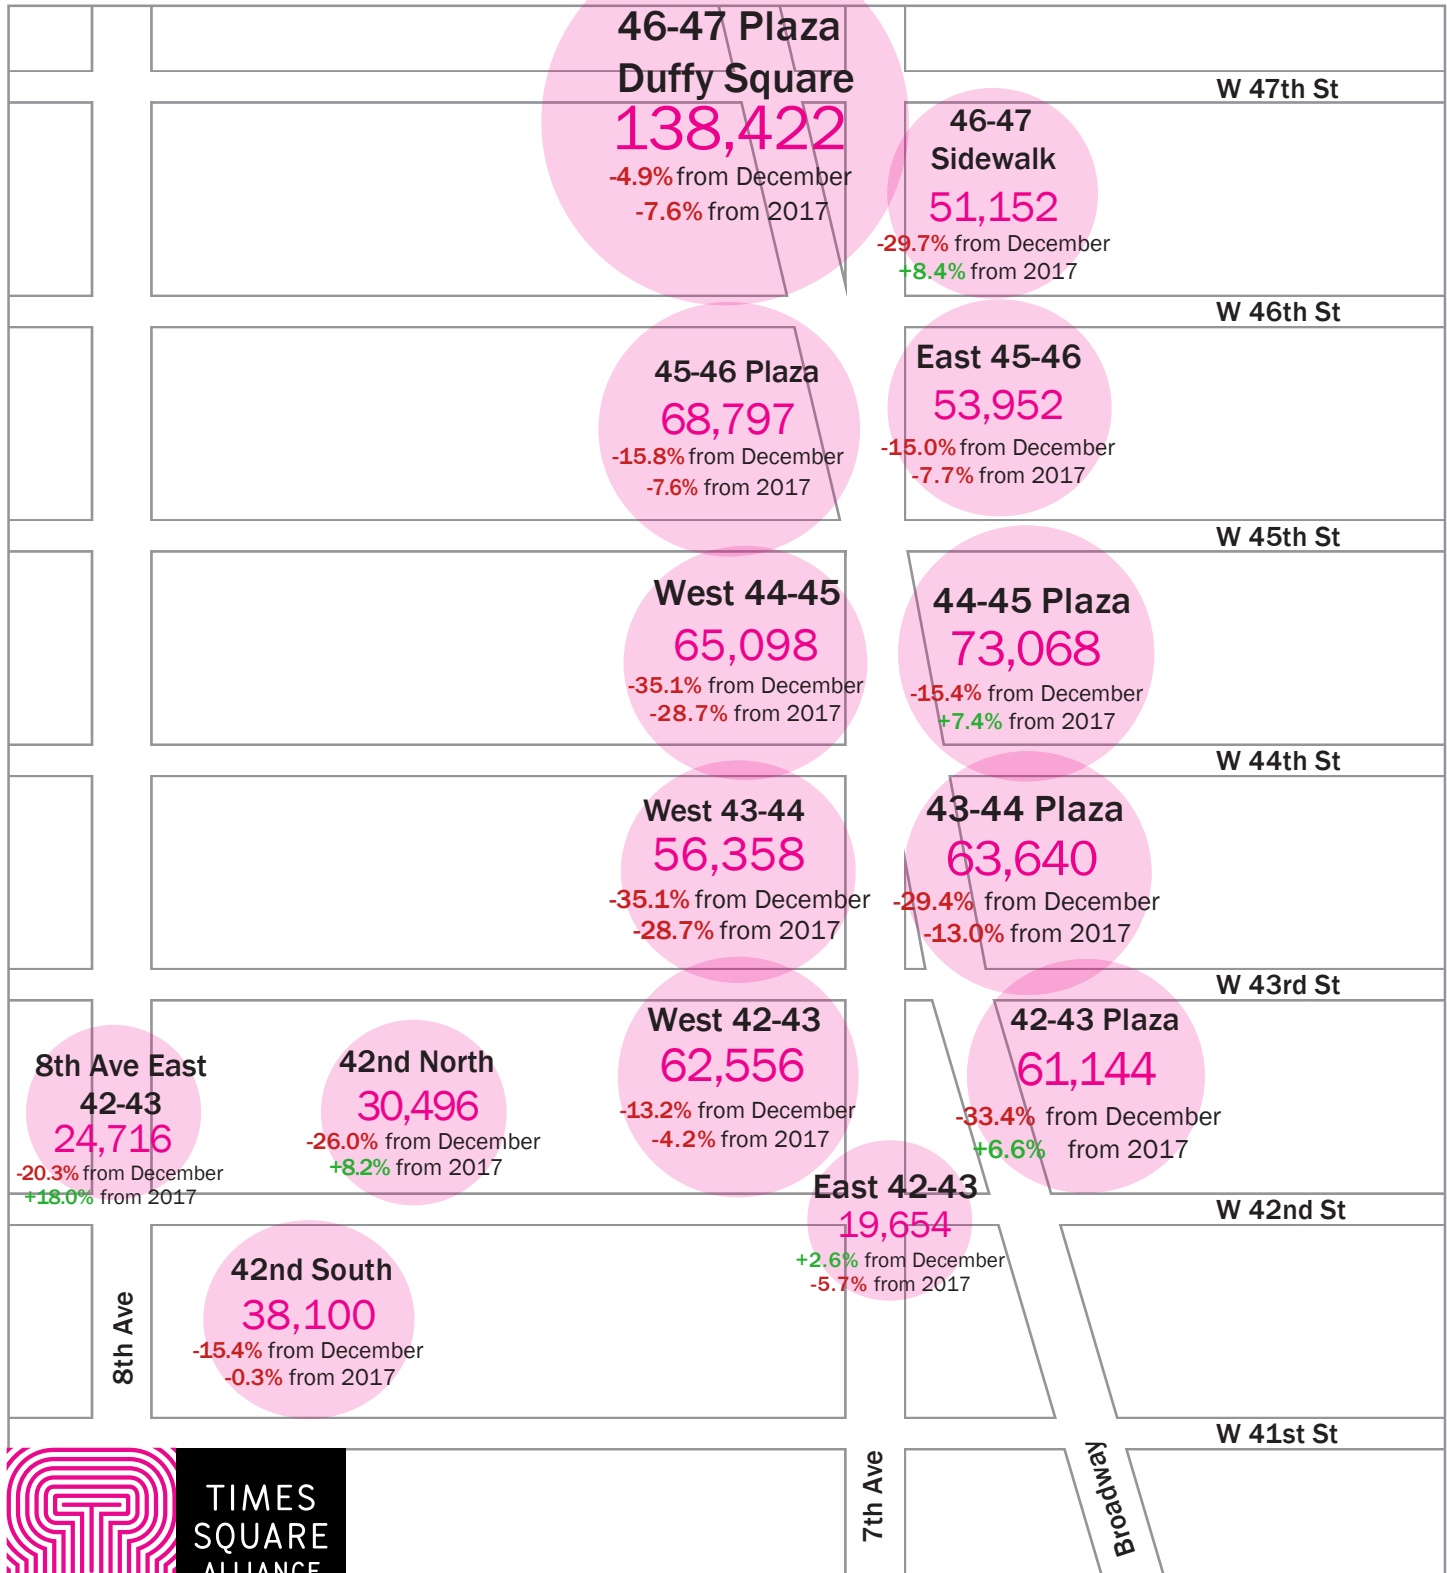 46-47 Plaza
Duffy Square
138,422
-4.9% from December
-7.6% from 2017
W 47th St
46-47
Sidewalk
51,152
-29.7% from December
+8.4% from 2017
W 46th St
45-46 Plaza
68,797
-15.8% from December
-7.6% from 2017
East 45-46
53,952
-15.0% from December
-7.7% from 2017
W 45th St
West 44-45
65,098
-35.1% from December
-28.7% from 2017
44-45 Plaza
73,068
-15.4% from December
+7.4% from 2017
W 44th St
West 43-44
56,358
-35.1% from December
-28.7% from 2017
43-44 Plaza
63,640
-29.4% from December
-13.0% from 2017
W 43rd St
8th Ave East
42-43
24,716
-20.3% from December
+18.0% from 2017
42nd North
30,496
-26.0% from December
+8.2% from 2017
West 42-43
62,556
-13.2% from December
-4.2% from 2017
42-43 Plaza
61,144
-33.4% from December
+6.6% from 2017
East 42-43
19,654
+2.6% from December
-5.7% from 2017
W 42nd St
42nd South
38,100
-15.4% from December
-0.3% from 2017
8th Ave
W 41st St
7th Ave
Broadway
TIMES
SQUARE
ALLIANCE